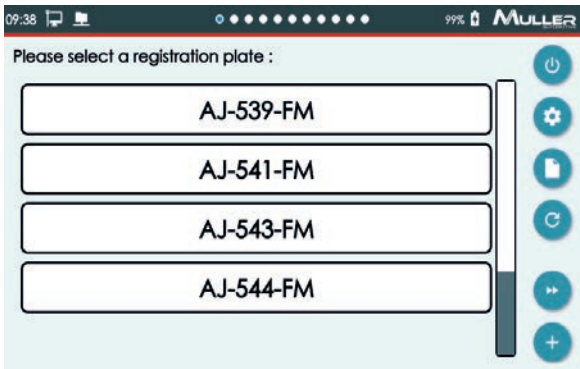 09:38 99% MULLER
Please select a registration plate :
AJ-539-FM
AJ-541-FM
AJ-543-FM
AJ-544-FM